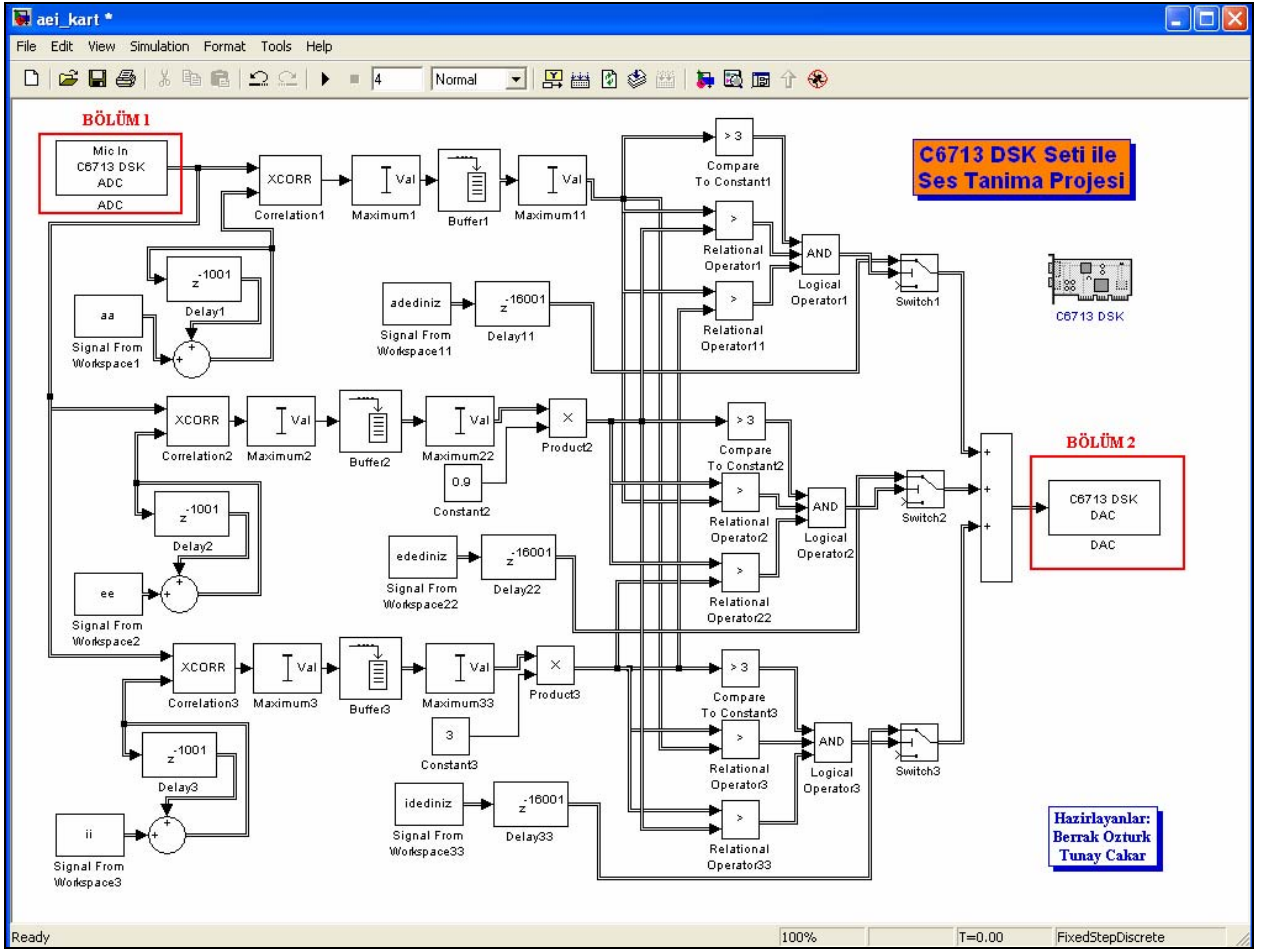 aei_kart *
File Edit View Simulation Format Tools Help
4 Normal
BÖLÜM 1
Mic In
C6713 DSK
ADC
ADC
XCORR
Correlation1
Val
Maximum1
Buffer1
Val
Maximum11
> 3
Compare
To Constant1
>
Relational
Operator1
>
Relational
Operator11
AND
Logical
Operator1
Switch1
C6713 DSK Seti ile
Ses Tanima Projesi
C6713 DSK
z-1001
Delay1
aa
Signal From
Workspace1
+
+
adediniz
Signal From
Workspace11
z-16001
Delay11
XCORR
Correlation2
Val
Maximum2
Buffer2
Val
Maximum22
×
Product2
0.9
Constant2
> 3
Compare
To Constant2
>
Relational
Operator2
>
Relational
Operator22
AND
Logical
Operator2
Switch2
+
+
+
BÖLÜM 2
C6713 DSK
DAC
DAC
z-1001
Delay2
ee
Signal From
Workspace2
+
+
edediniz
Signal From
Workspace22
z-16001
Delay22
XCORR
Correlation3
Val
Maximum3
Buffer3
Val
Maximum33
×
Product3
3
Constant3
> 3
Compare
To Constant3
>
Relational
Operator3
>
Relational
Operator33
AND
Logical
Operator3
Switch3
z-1001
Delay3
ii
Signal From
Workspace3
+
+
idediniz
Signal From
Workspace33
z-16001
Delay33
Hazirlayanlar:
Berrak Ozturk
Tunay Cakar
Ready 100% T=0.00 FixedStepDiscrete